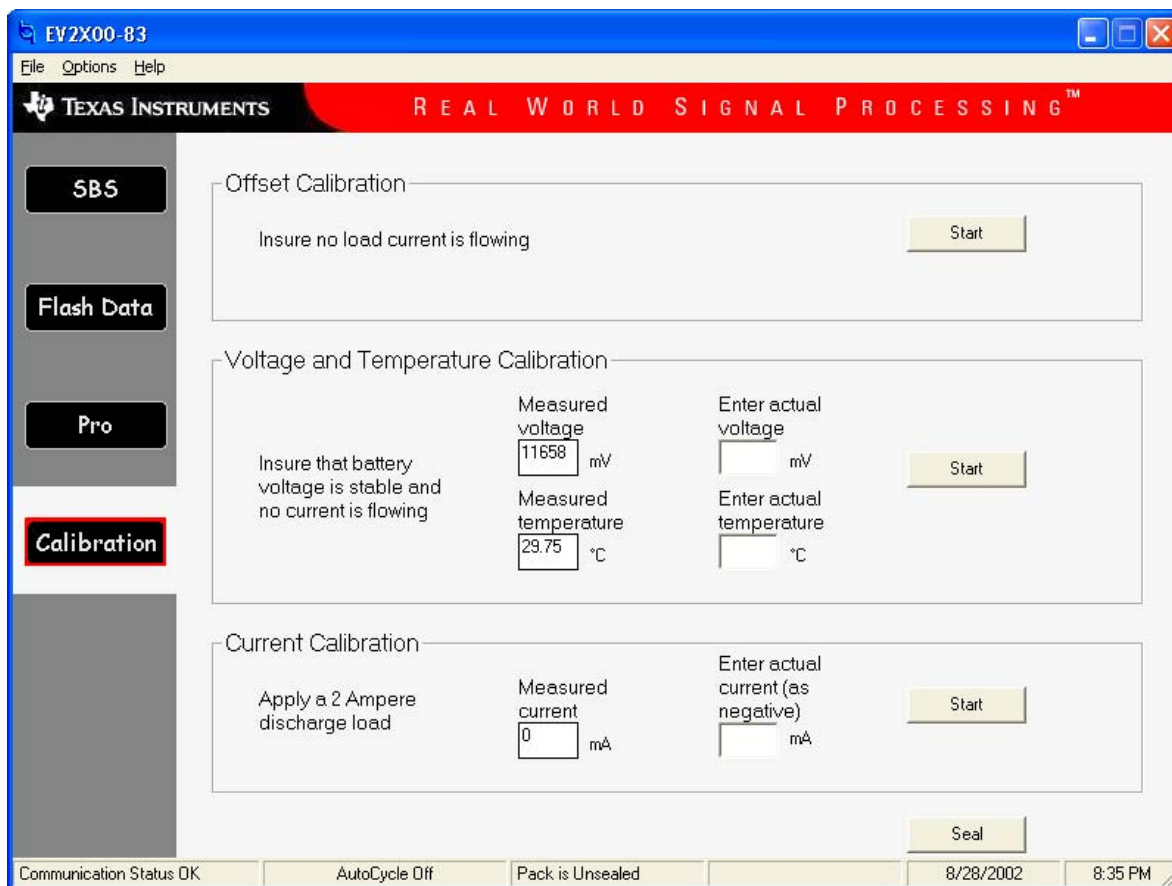 EV2X00-83
File Options Help
TEXAS INSTRUMENTS
REAL WORLD SIGNAL PROCESSING™
SBS
Flash Data
Pro
Calibration
Offset Calibration
Insure no load current is flowing
Start
Voltage and Temperature Calibration
Insure that battery
voltage is stable and
no current is flowing
Measured
voltage
11658 mV
Enter actual
voltage
mV
Measured
temperature
29.75 °C
Enter actual
temperature
°C
Start
Current Calibration
Apply a 2 Ampere
discharge load
Measured
current
0 mA
Enter actual
current (as
negative)
mA
Start
Seal
Communication Status OK AutoCycle Off Pack is Unsealed 8/28/2002 8:35 PM